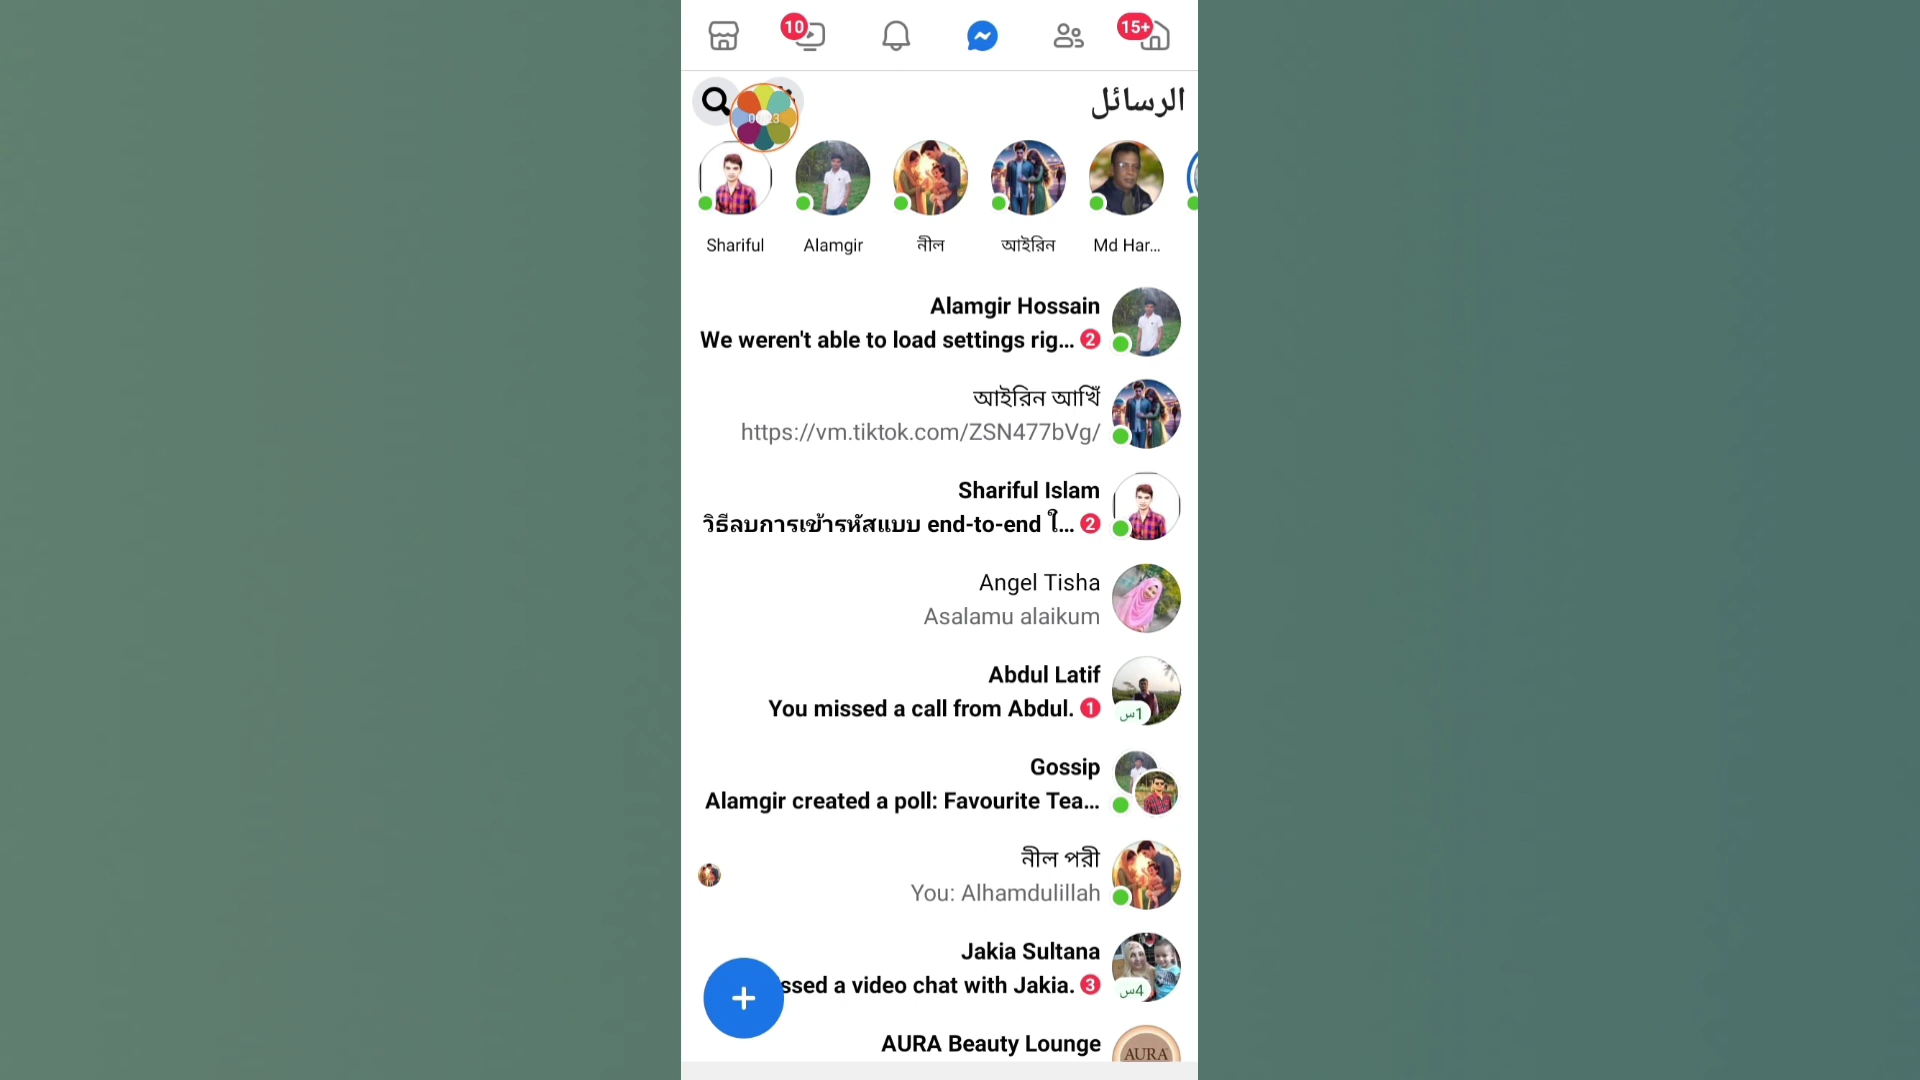 10
15+
الرسائل
Shariful
Alamgir
নীল
আইরিন
Md Har...
Alamgir Hossain
We weren't able to load settings rig... 2
আইরিন আখিঁ
https://vm.tiktok.com/ZSN477bVg/
Shariful Islam
วิธีลบการเข้ารหัสแบบ end-to-end ใ... 2
Angel Tisha
Asalamu alaikum
Abdul Latif
You missed a call from Abdul. 1
1س
Gossip
Alamgir created a poll: Favourite Tea...
নীল পরী
You: Alhamdulillah
Jakia Sultana
ssed a video chat with Jakia. 3
4س
AURA Beauty Lounge
AURA